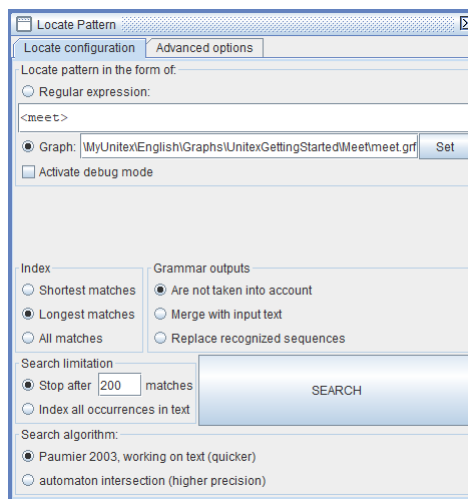 Locate Pattern
Locate configuration Advanced options
Locate pattern in the form of:
Regular expression:
<meet>
Graph: \MyUnitex\English\Graphs\UnitexGettingStarted\Meet\meet.grf Set
Activate debug mode
Index Grammar outputs
Shortest matches Are not taken into account
Longest matches Merge with input text
All matches Replace recognized sequences
Search limitation
Stop after 200 matches SEARCH
Index all occurrences in text
Search algorithm:
Paumier 2003, working on text (quicker)
automaton intersection (higher precision)